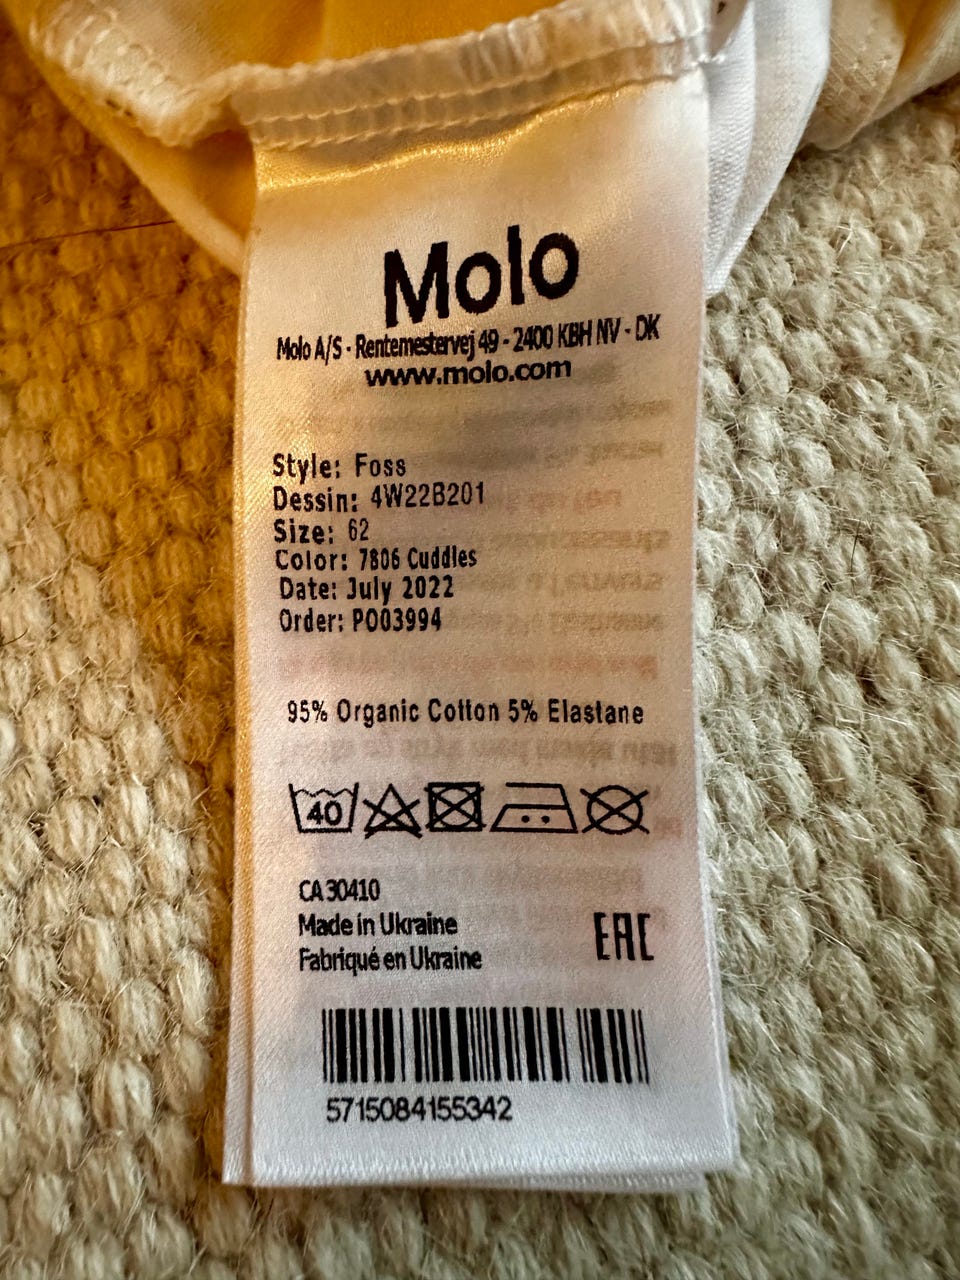 Molo
Molo A/S - Rentemestervej 49 - 2400 KBH NV - DK
www.molo.com
Style: Foss
Dessin: 4W22B201
Size: 62
Color: 7806 Cuddles
Date: July 2022
Order: PO03994
95% Organic Cotton 5% Elastane
40
CA 30410
Made in Ukraine
Fabriqué en Ukraine
EAC
5715084155342